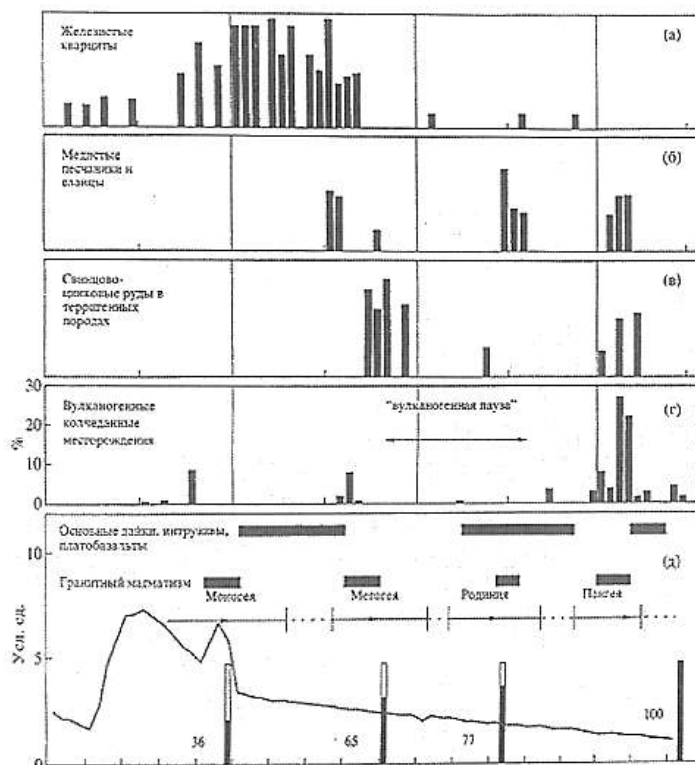 Железистые
кварциты
(а)
Медистые
песчаники и
сланцы
(б)
Свинцово-
цинковые руды в
терригенных
породах
(в)
30
20
10
0
%
Вулканогенные
колчеданные
месторождения
"вулканогенная пауза"
(г)
Основные дайки, интрузивы,
платобазальты
(д)
Гранитный магматизм
Моногея
Мегагея
Родиния
Пангея
10
5
0
Усл. ед.
36
65
77
100